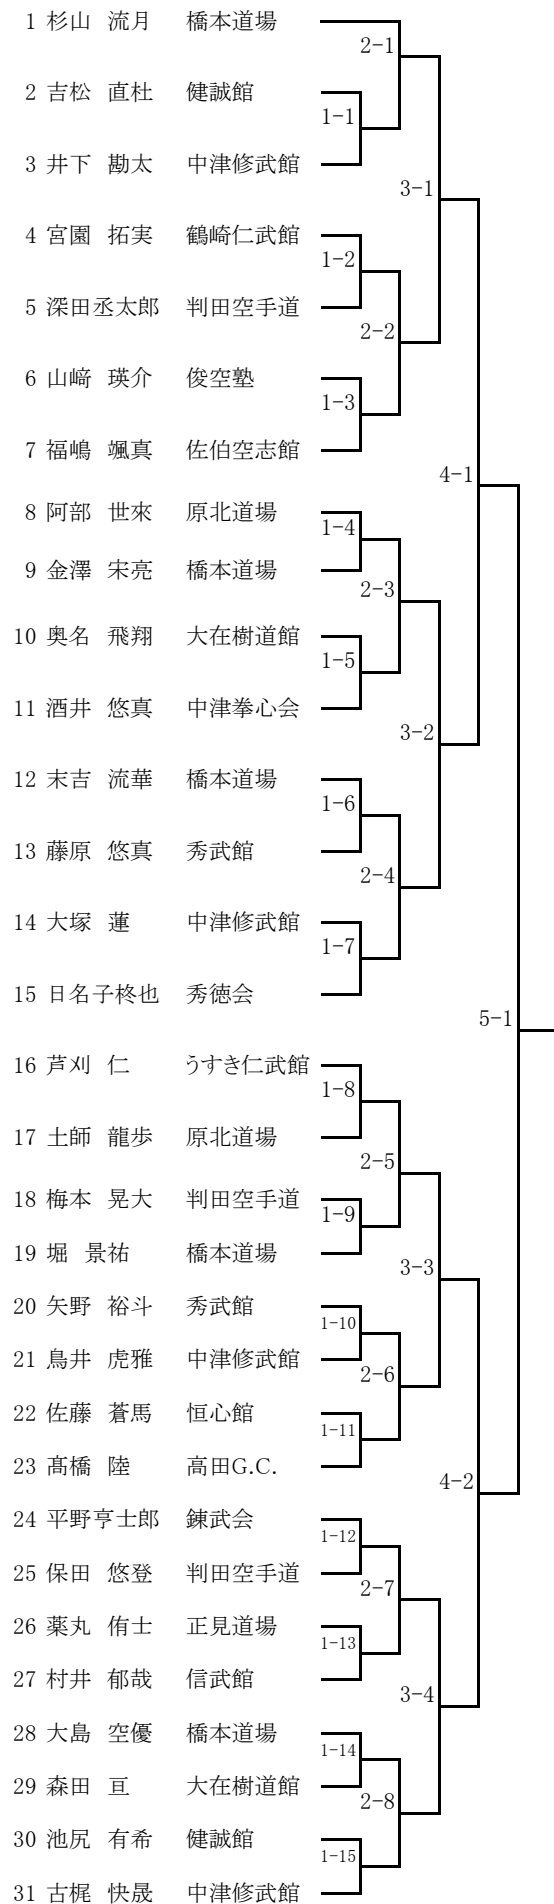 1 杉山 流月 橋本道場
2-1
2 吉松 直杜 健誠館
1-1
3 井下 勘太 中津修武館
3-1
4 宮園 拓実 鶴崎仁武館
1-2
5 深田丞太郎 判田空手道
2-2
6 山﨑 瑛介 俊空塾
1-3
7 福嶋 颯真 佐伯空志館
4-1
8 阿部 世來 原北道場
1-4
9 金澤 宋亮 橋本道場
2-3
10 奥名 飛翔 大在樹道館
1-5
11 酒井 悠真 中津拳心会
3-2
12 末吉 流華 橋本道場
1-6
13 藤原 悠真 秀武館
2-4
14 大塚 蓮 中津修武館
1-7
15 日名子柊也 秀徳会
5-1
16 芦刈 仁 うすき仁武館
1-8
17 土師 龍歩 原北道場
2-5
18 梅本 晃大 判田空手道
1-9
19 堀 景祐 橋本道場
3-3
20 矢野 裕斗 秀武館
1-10
21 鳥井 虎雅 中津修武館
2-6
22 佐藤 蒼馬 恒心館
1-11
23 髙橋 陸 高田G.C.
4-2
24 平野亨士郎 錬武会
1-12
25 保田 悠登 判田空手道
2-7
26 薬丸 侑士 正見道場
1-13
27 村井 郁哉 信武館
3-4
28 大島 空優 橋本道場
1-14
29 森田 亘 大在樹道館
2-8
30 池尻 有希 健誠館
1-15
31 古梶 快晟 中津修武館